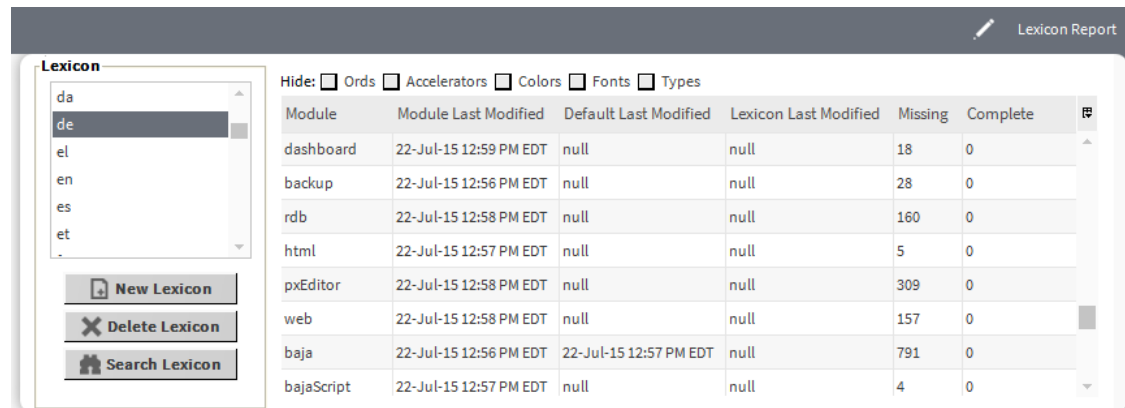 Lexicon Report
Lexicon
da
de
el
en
es
et
New Lexicon
Delete Lexicon
Search Lexicon
Hide: Ords Accelerators Colors Fonts Types
Module Module Last Modified Default Last Modified Lexicon Last Modified Missing Complete
dashboard 22-Jul-15 12:59 PM EDT null null 18 0
backup 22-Jul-15 12:56 PM EDT null null 28 0
rdb 22-Jul-15 12:58 PM EDT null null 160 0
html 22-Jul-15 12:57 PM EDT null null 5 0
pxEditor 22-Jul-15 12:58 PM EDT null null 309 0
web 22-Jul-15 12:58 PM EDT null null 157 0
baja 22-Jul-15 12:56 PM EDT 22-Jul-15 12:57 PM EDT null 791 0
bajaScript 22-Jul-15 12:57 PM EDT null null 4 0